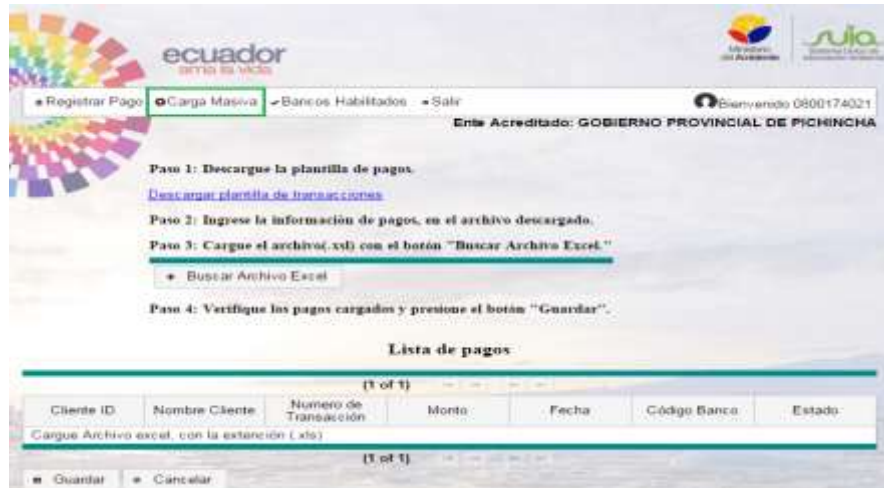 ecuador
ama la vida
Ministerio
del Ambiente
suia
Registrar Pago Carga Masiva Bancos Habilitados Salir
Bienvenido 0800174021
Ente Acreditado: GOBIERNO PROVINCIAL DE PICHINCHA
Paso 1: Descargue la plantilla de pagos.
Descargar plantilla de transacciones
Paso 2: Ingrese la información de pagos, en el archivo descargado.
Paso 3: Cargue el archivo(.xsl) con el botón "Buscar Archivo Excel."
Buscar Archivo Excel
Paso 4: Verifique los pagos cargados y presione el botón "Guardar".
Lista de pagos
(1 of 1)
Cliente ID Nombre Cliente Numero de Transacción Monto Fecha Código Banco Estado
Cargue Archivo excel, con la extención (.xls)
(1 of 1)
Guardar Cancelar